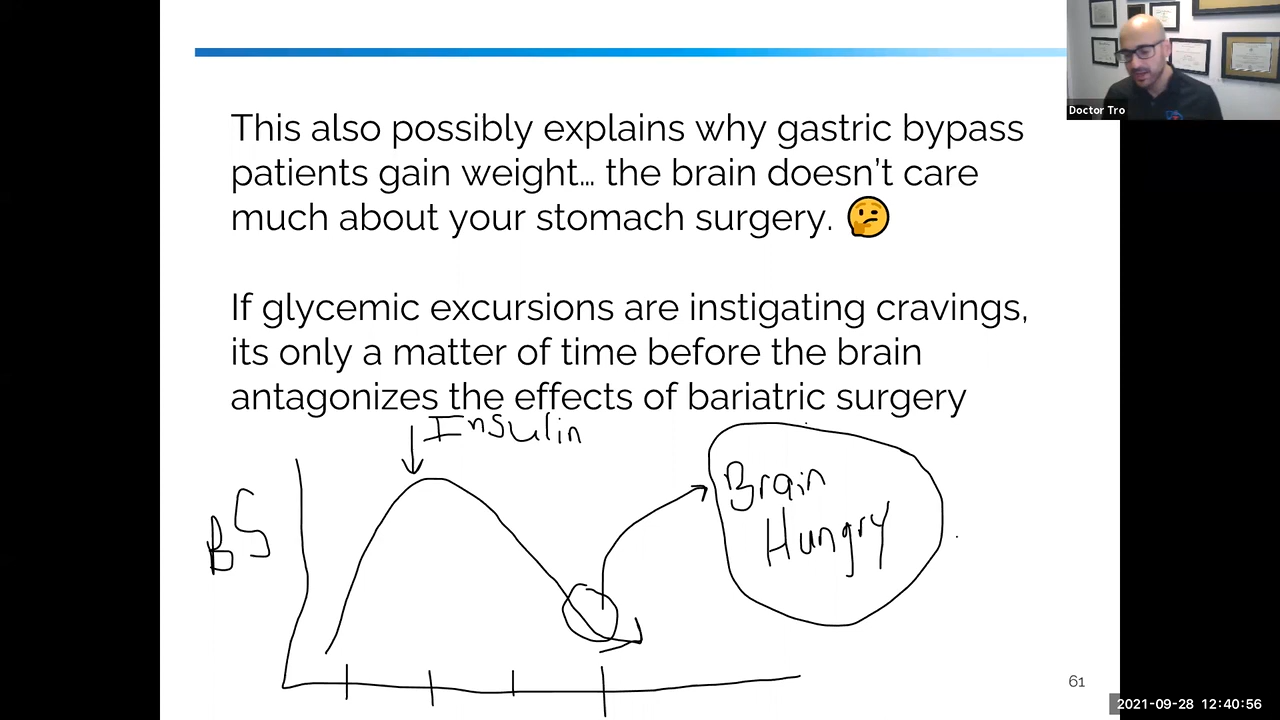 Doctor Tro
This also possibly explains why gastric bypass
patients gain weight... the brain doesn't care
much about your stomach surgery. 🤔
If glycemic excursions are instigating cravings,
its only a matter of time before the brain
antagonizes the effects of bariatric surgery
Insulin
BS
Brain
Hungry
61
2021-09-28 12:40:56